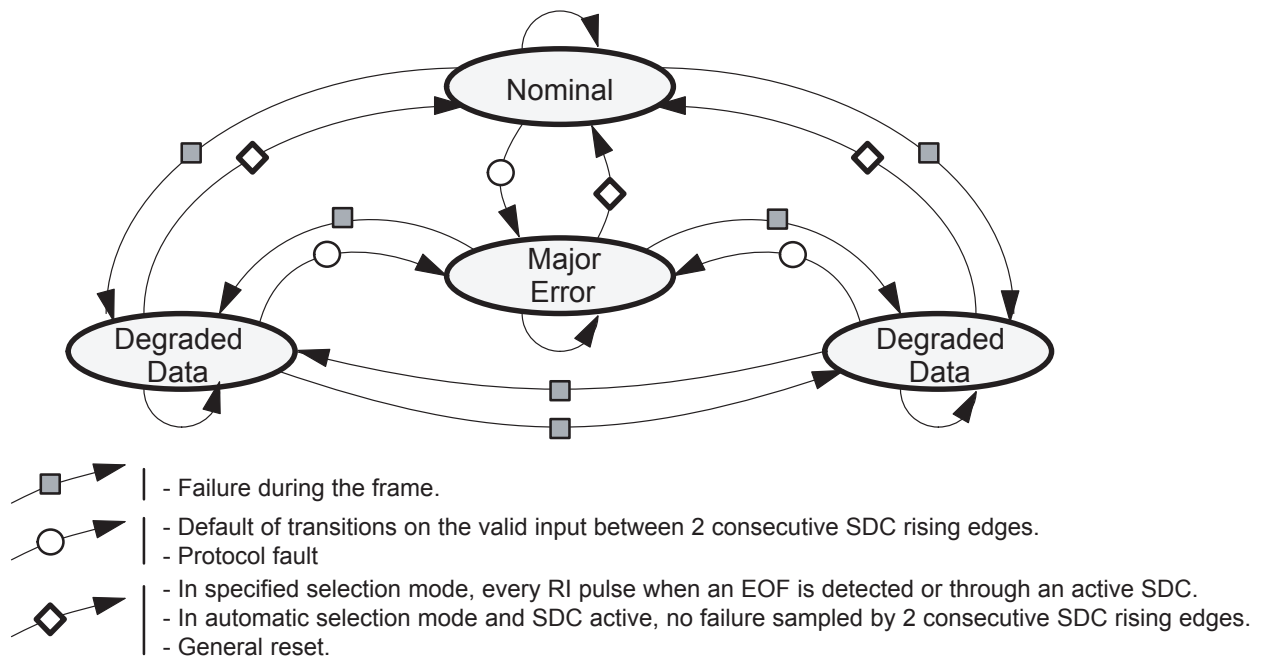 Nominal
Major
Error
Degraded
Data
Degraded
Data
- Failure during the frame.
- Default of transitions on the valid input between 2 consecutive SDC rising edges.
- Protocol fault
- In specified selection mode, every RI pulse when an EOF is detected or through an active SDC.
- In automatic selection mode and SDC active, no failure sampled by 2 consecutive SDC rising edges.
- General reset.